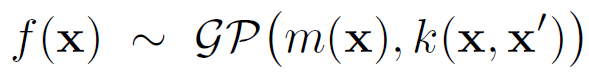 f(𝐱) ∼ 𝒢𝒫(m(𝐱), k(𝐱, 𝐱′))